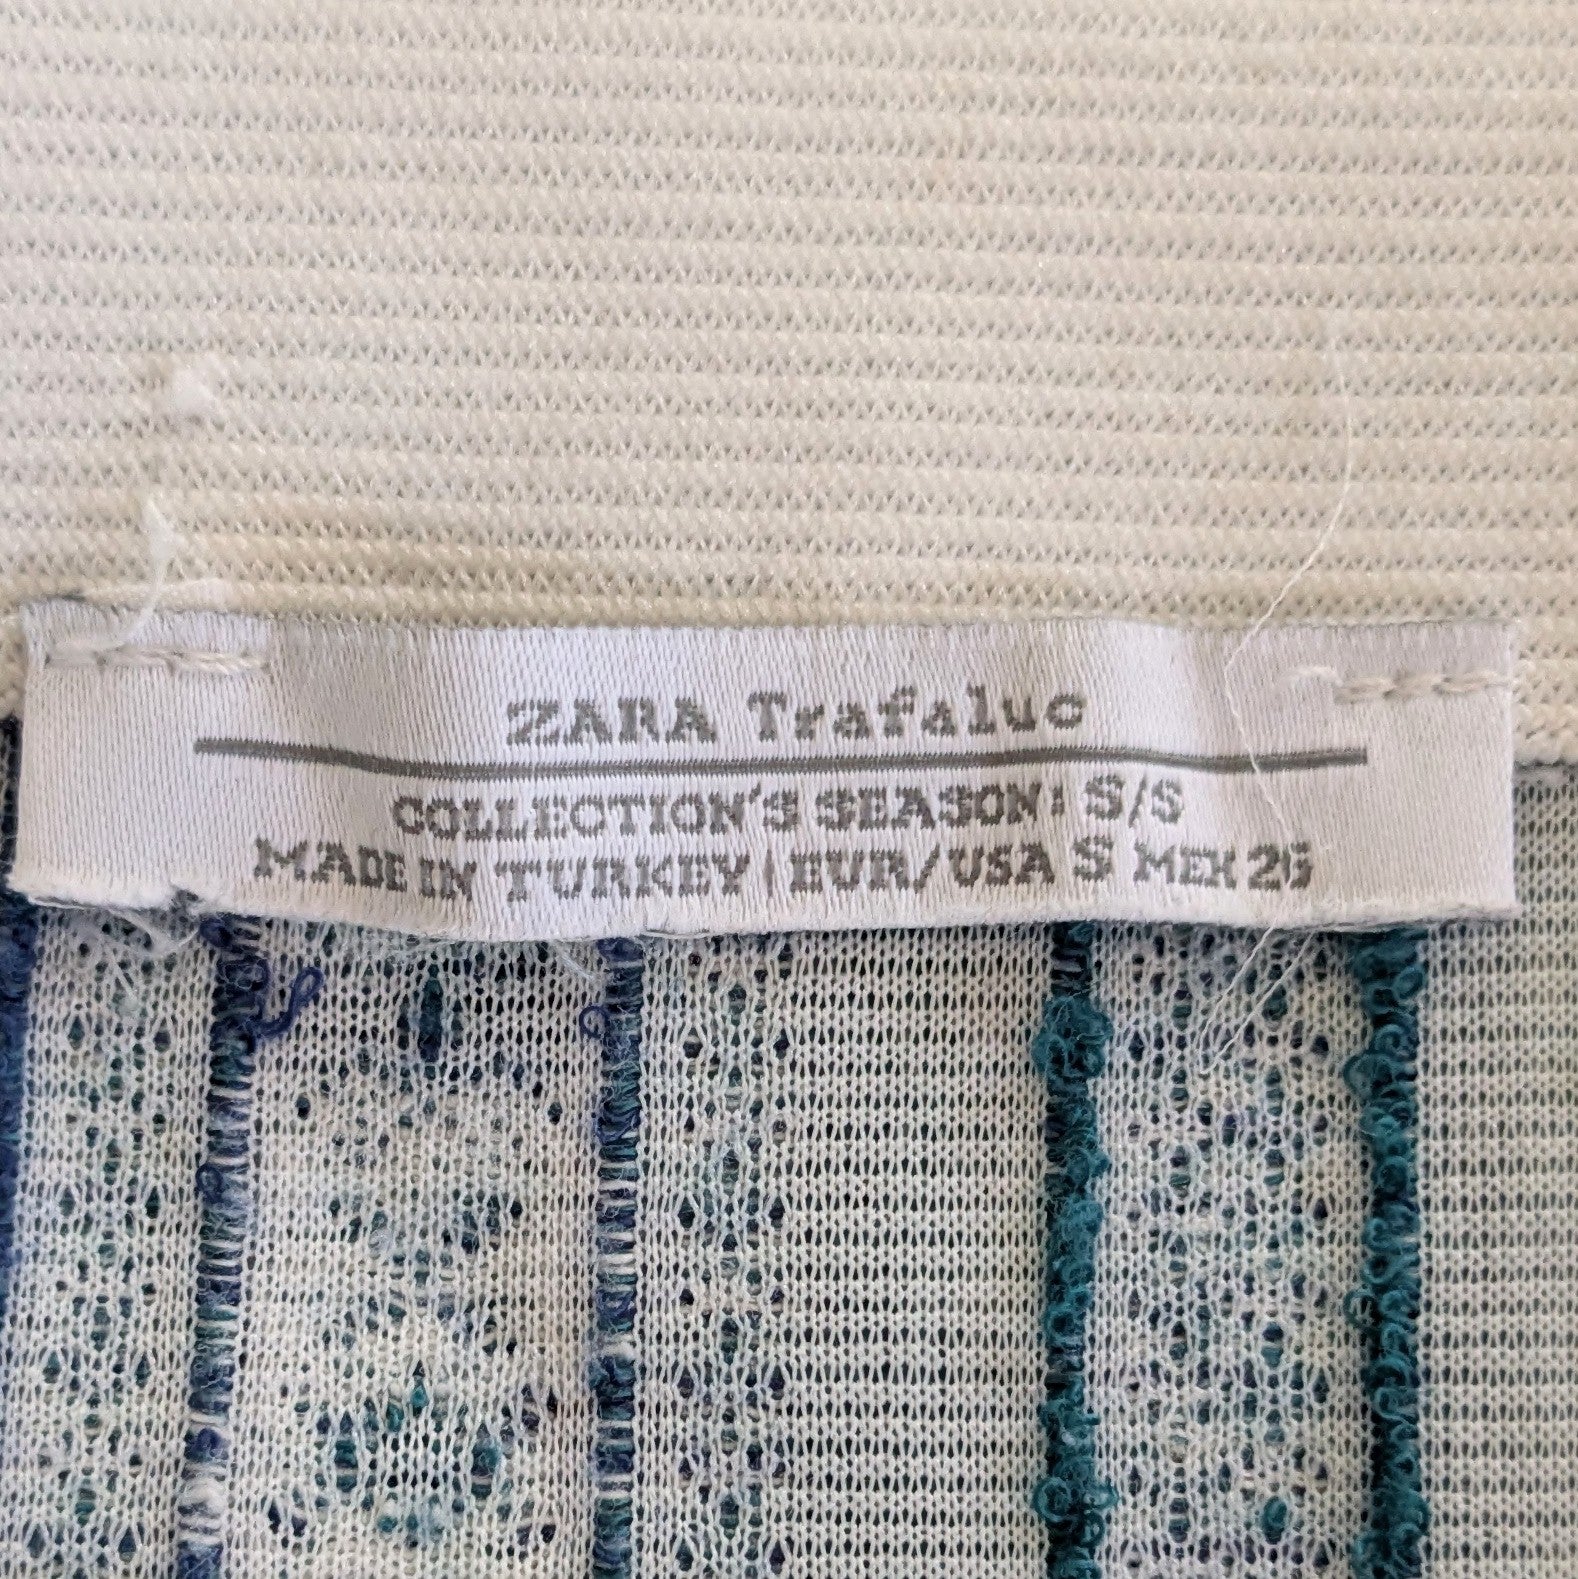 ZARA Trafaluc
COLLECTION'S SEASON: S/S
MADE IN TURKEY | EUR/USA S MEX 26